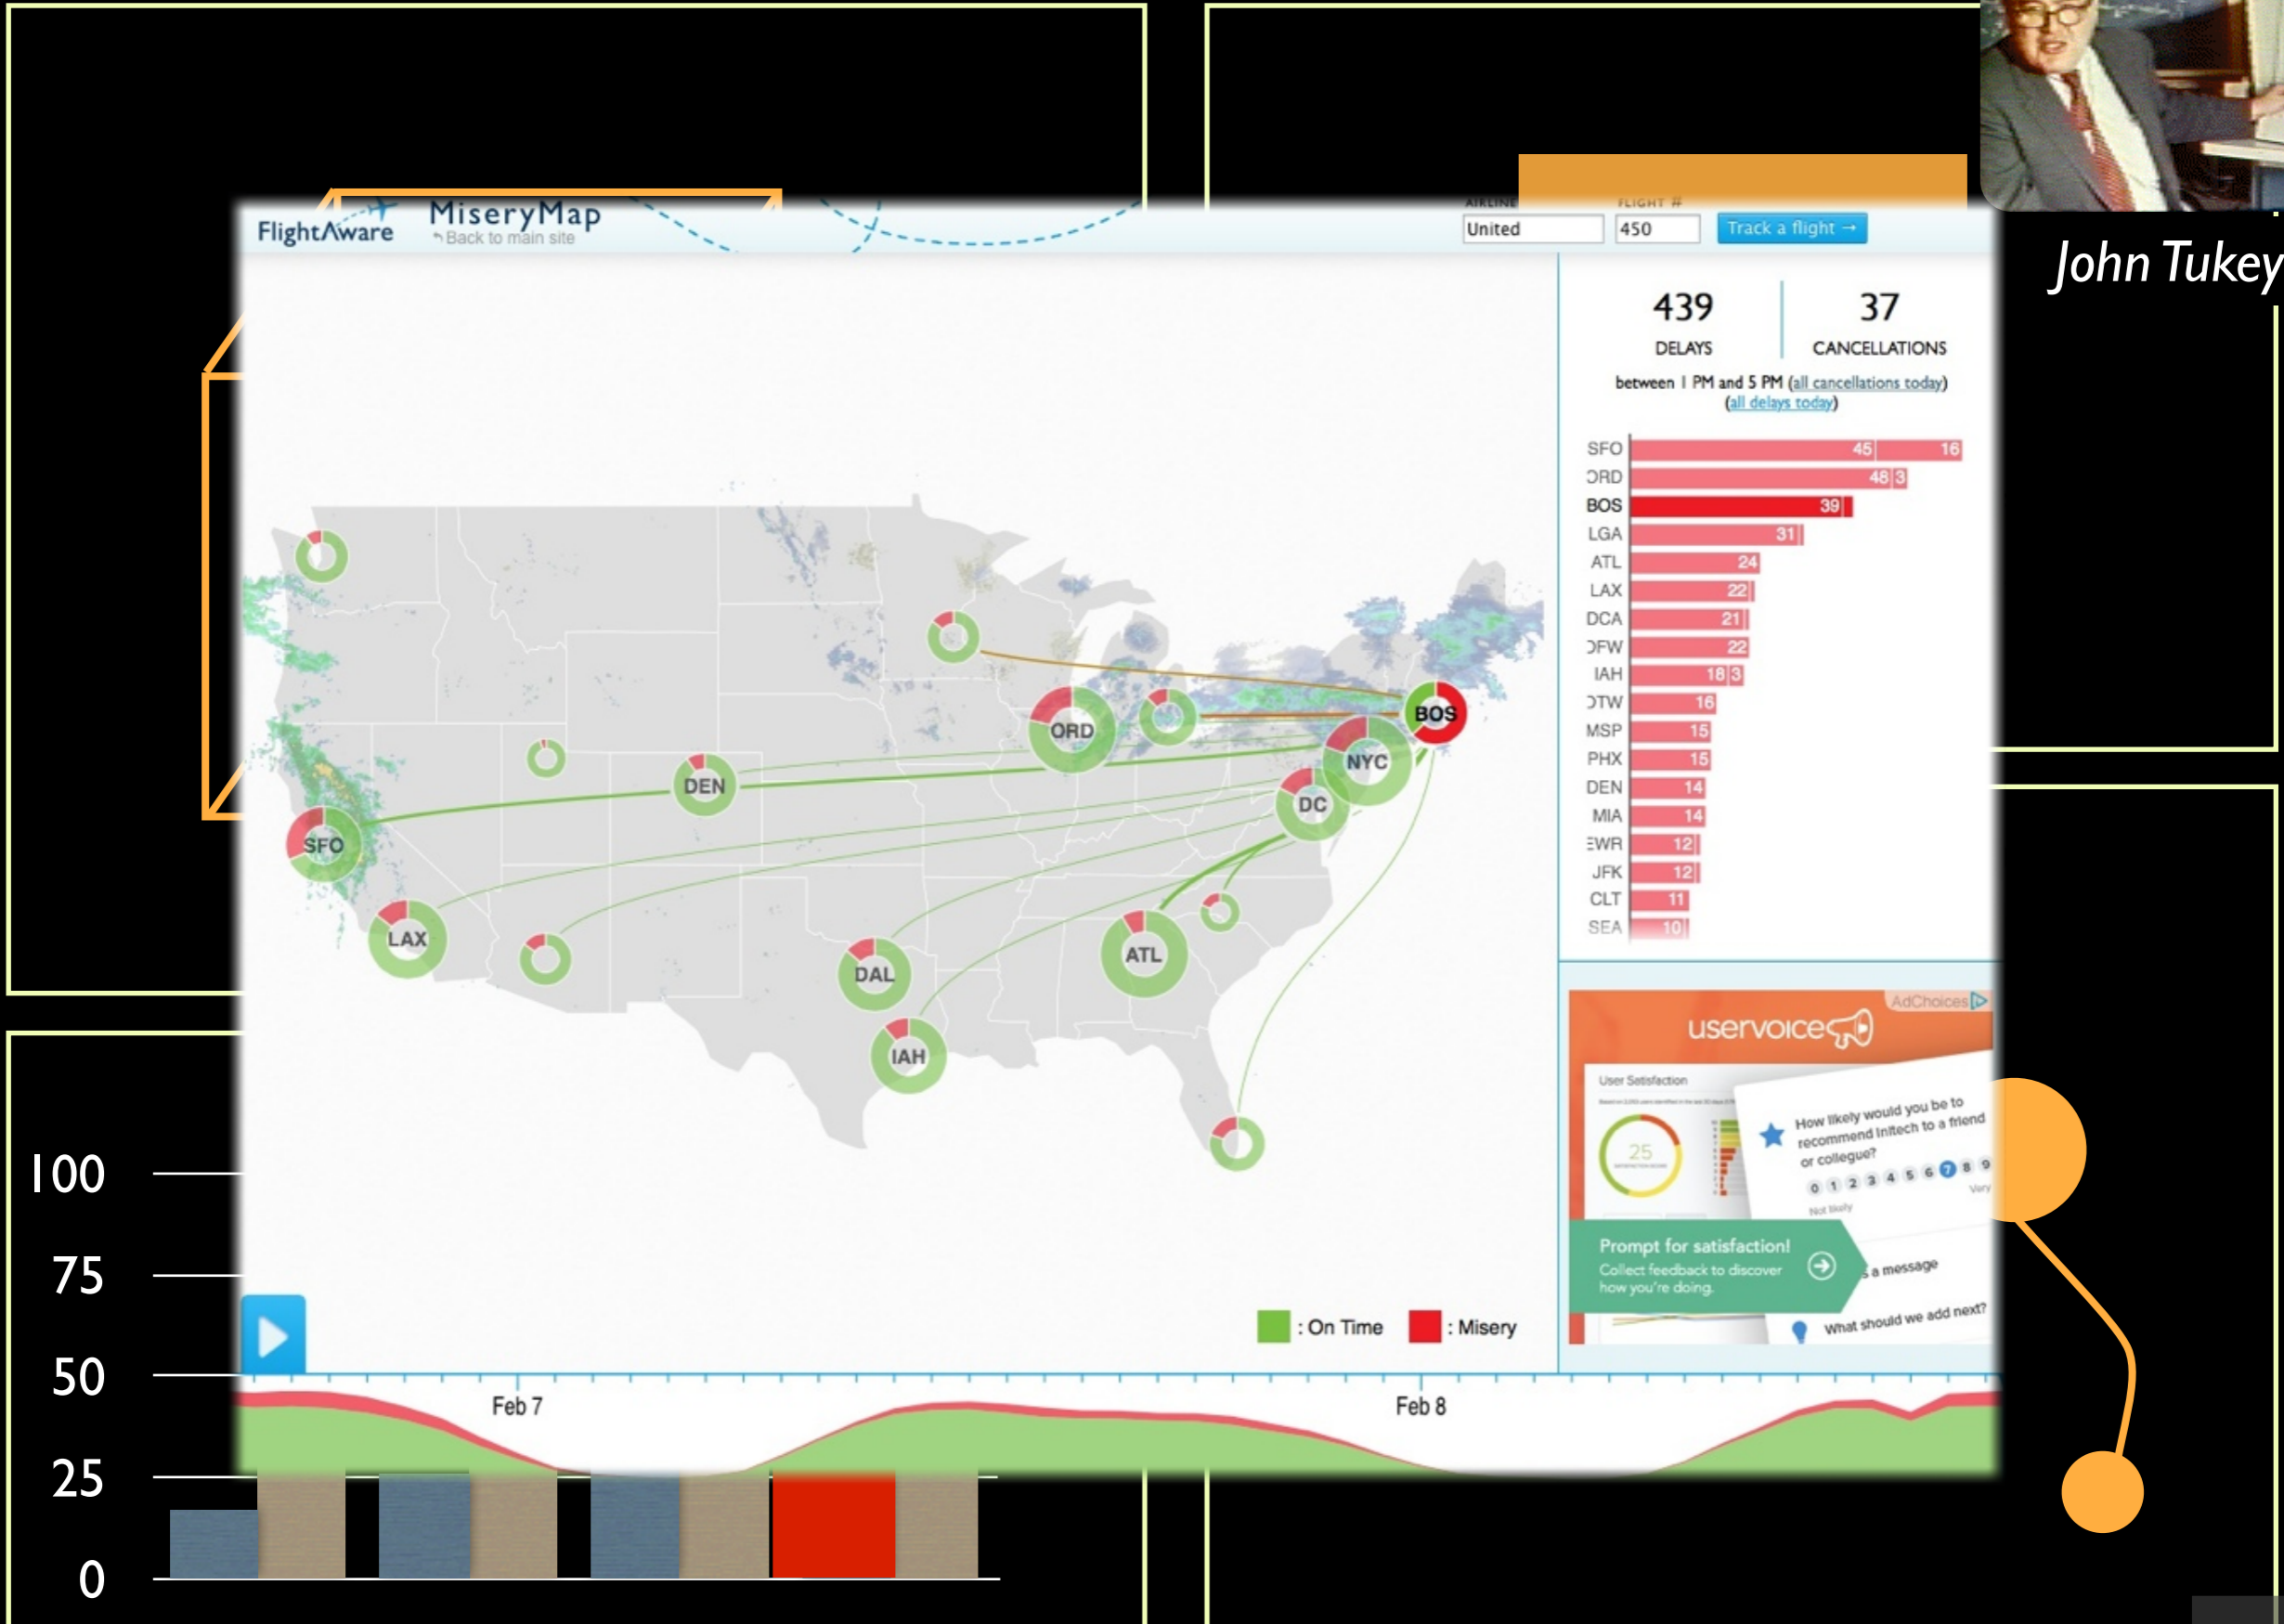 FlightAware
MiseryMap
Back to main site
AIRLINE
FLIGHT #
United
450
Track a flight →
John Tukey
439
DELAYS
37
CANCELLATIONS
between 1 PM and 5 PM (all cancellations today)
(all delays today)
SFO 45 16
ORD 48 3
BOS 39
LGA 31
ATL 24
LAX 22
DCA 21
DFW 22
IAH 18 3
DTW 16
MSP 15
PHX 15
DEN 14
MIA 14
EWR 12
JFK 12
CLT 11
SEA 10
BOS
ORD
NYC
DEN
DC
SFO
LAX
DAL
ATL
IAH
AdChoices
uservoice
User Satisfaction
25
How likely would you be to
recommend Initech to a friend
or collegue?
0 1 2 3 4 5 6 7 8 9
Not likely
Very
Prompt for satisfaction!
Collect feedback to discover
how you're doing.
a message
What should we add next?
: On Time
: Misery
Feb 7
Feb 8
100
75
50
25
0